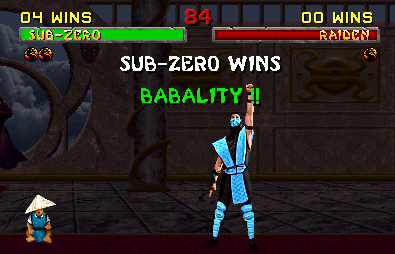 04 WINS 84 00 WINS
SUB-ZERO RAIDEN
SUB-ZERO WINS
BABALITY !!